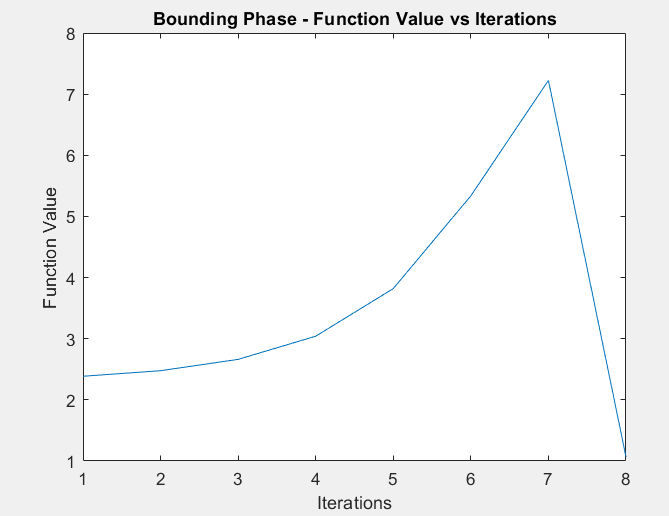 Bounding Phase - Function Value vs Iterations
8
7
6
5
4
3
2
1
Function Value
1 2 3 4 5 6 7 8
Iterations